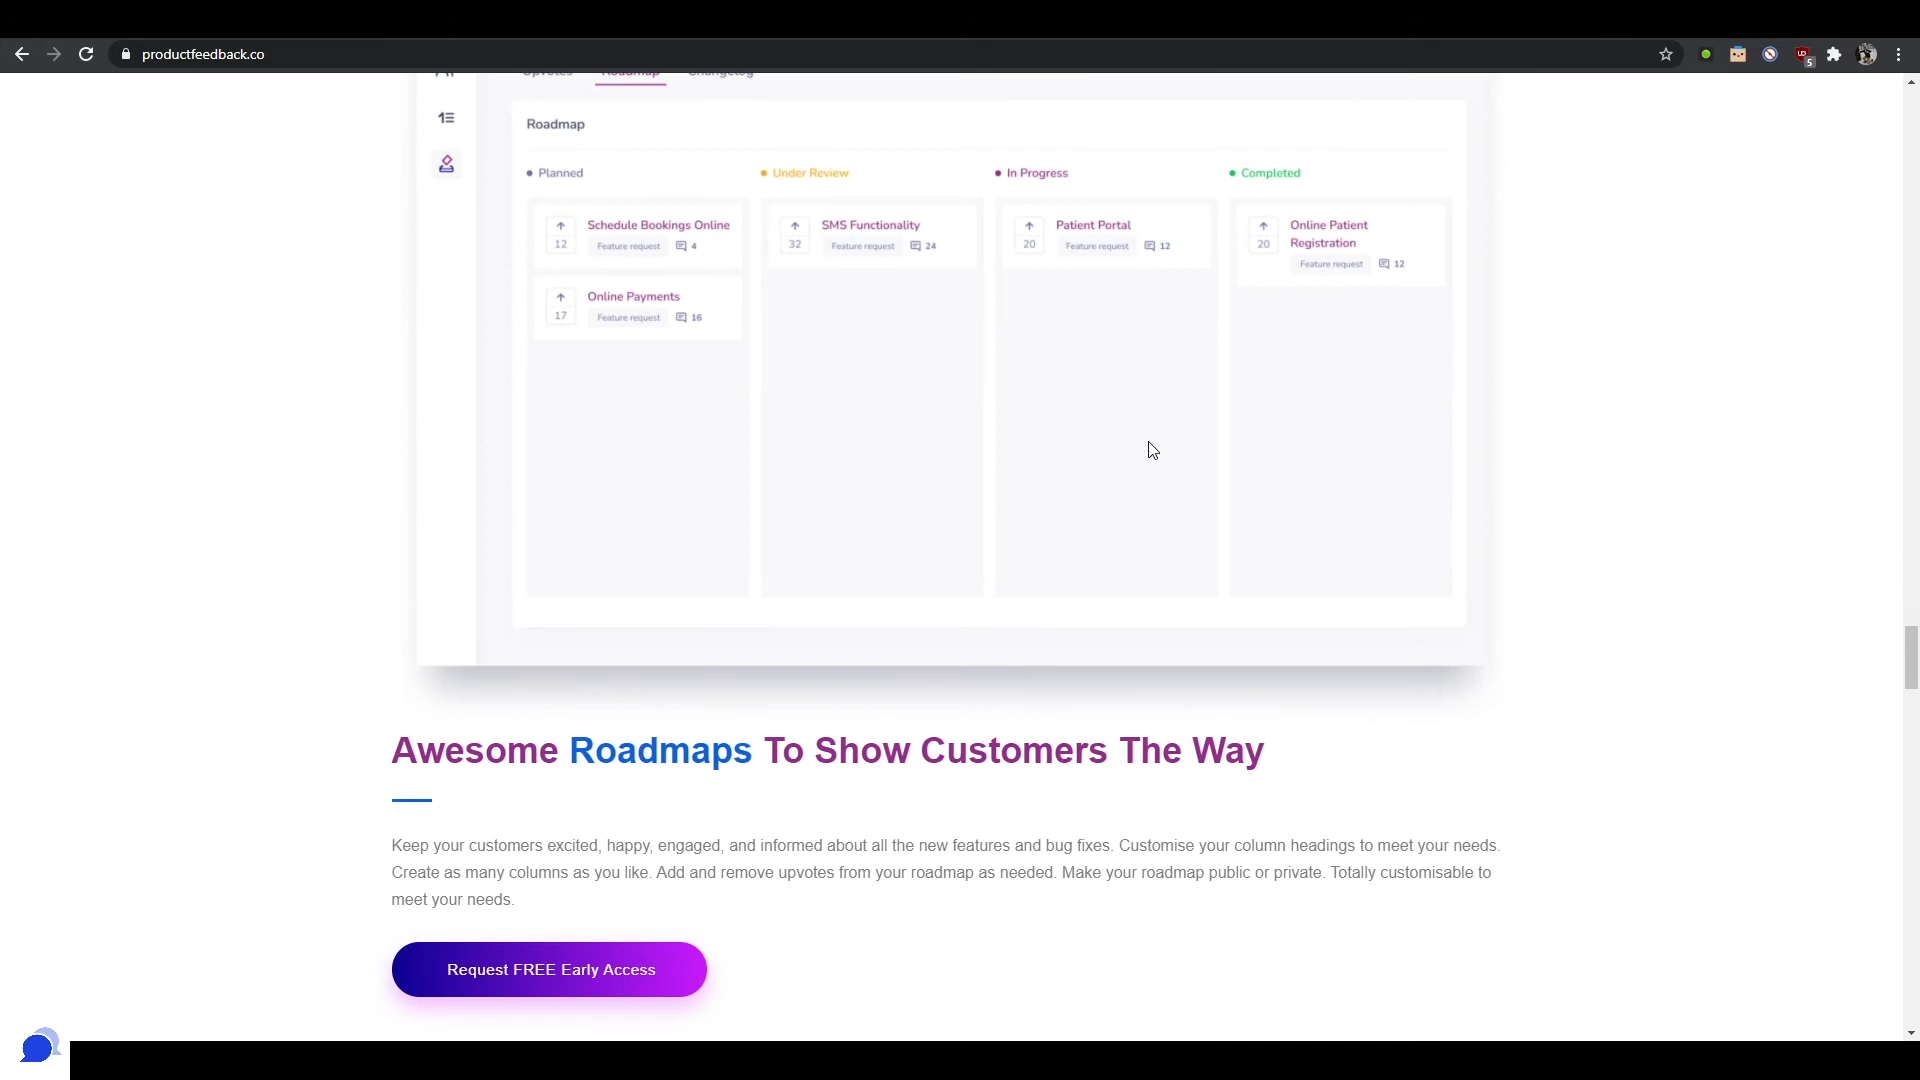 productfeedback.co
5
Upvotes Roadmap Changelog
Roadmap
Planned
Under Review
In Progress
Completed
Schedule Bookings Online
12
Feature request
4
Online Payments
17
Feature request
16
SMS Functionality
32
Feature request
24
Patient Portal
20
Feature request
12
Online Patient
Registration
20
Feature request
12
Awesome Roadmaps To Show Customers The Way
Keep your customers excited, happy, engaged, and informed about all the new features and bug fixes. Customise your column headings to meet your needs.
Create as many columns as you like. Add and remove upvotes from your roadmap as needed. Make your roadmap public or private. Totally customisable to
meet your needs.
Request FREE Early Access